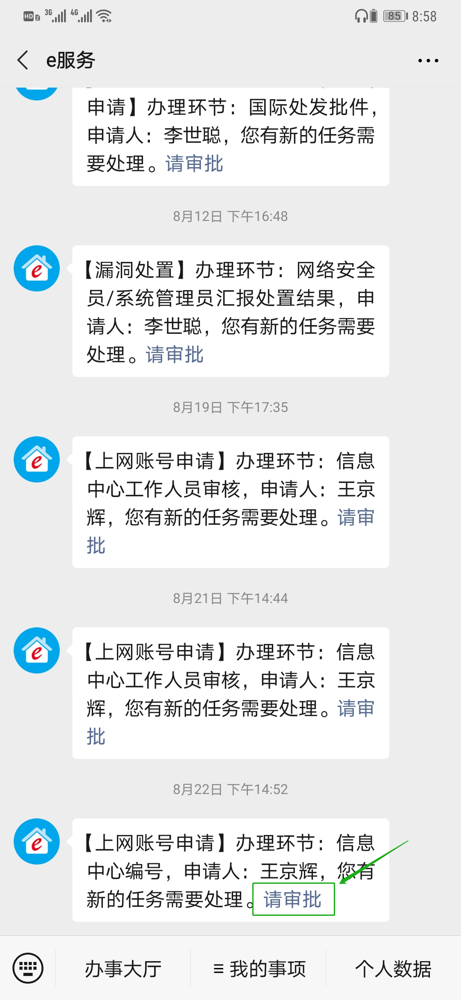 HD 2 3G 4G 85 8:58
e服务
申请】办理环节：国际处发批件，
申请人：李世聪，您有新的任务需
要处理。请审批
8月12日 下午16:48
【漏洞处置】办理环节：网络安全
员/系统管理员汇报处置结果，申
请人：李世聪，您有新的任务需要
处理。请审批
8月19日 下午17:35
【上网账号申请】办理环节：信息
中心工作人员审核，申请人：王京
辉，您有新的任务需要处理。请审
批
8月21日 下午14:44
【上网账号申请】办理环节：信息
中心工作人员审核，申请人：王京
辉，您有新的任务需要处理。请审
批
8月22日 下午14:52
【上网账号申请】办理环节：信息
中心编号，申请人：王京辉，您有
新的任务需要处理。请审批
办事大厅
我的事项
个人数据